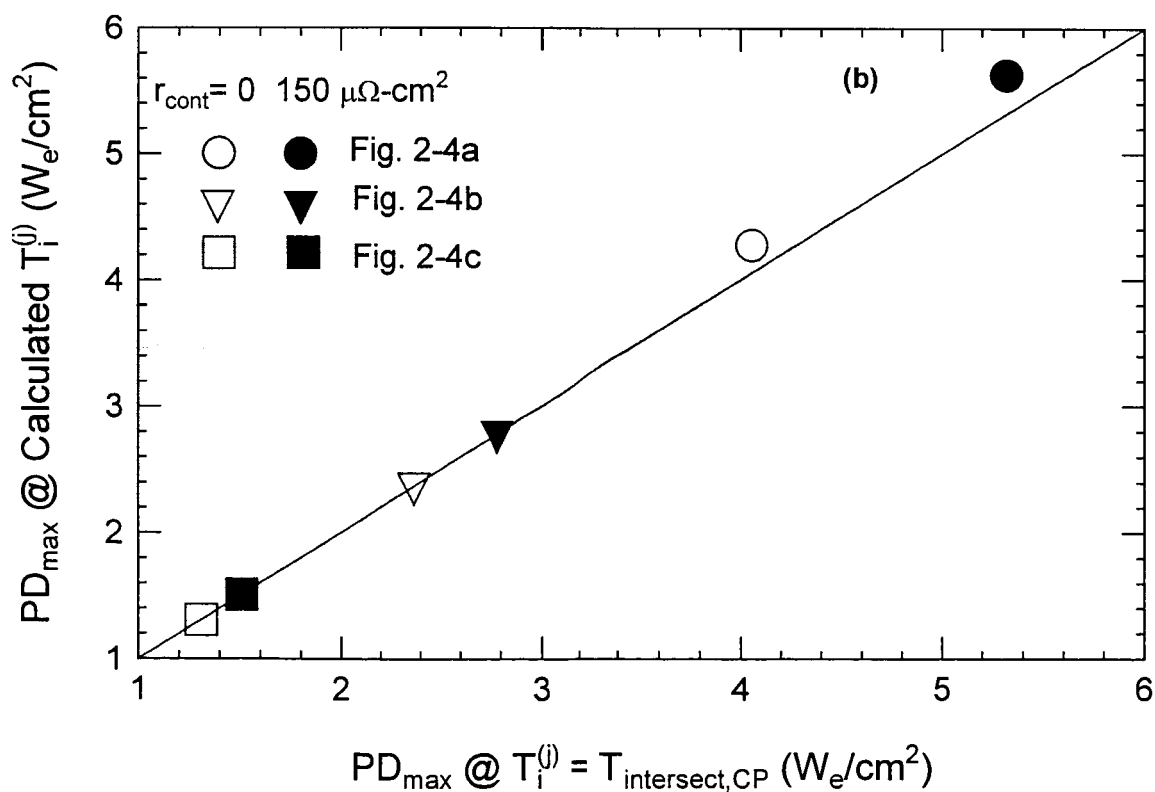 6
5
4
3
2
1
PD_max @ Calculated T_i^(j) (W_e/cm²)
(b)
r_cont = 0 150 μΩ-cm²
Fig. 2-4a
Fig. 2-4b
Fig. 2-4c
1 2 3 4 5 6
PD_max @ T_i^(j) = T_intersect,CP (W_e/cm²)